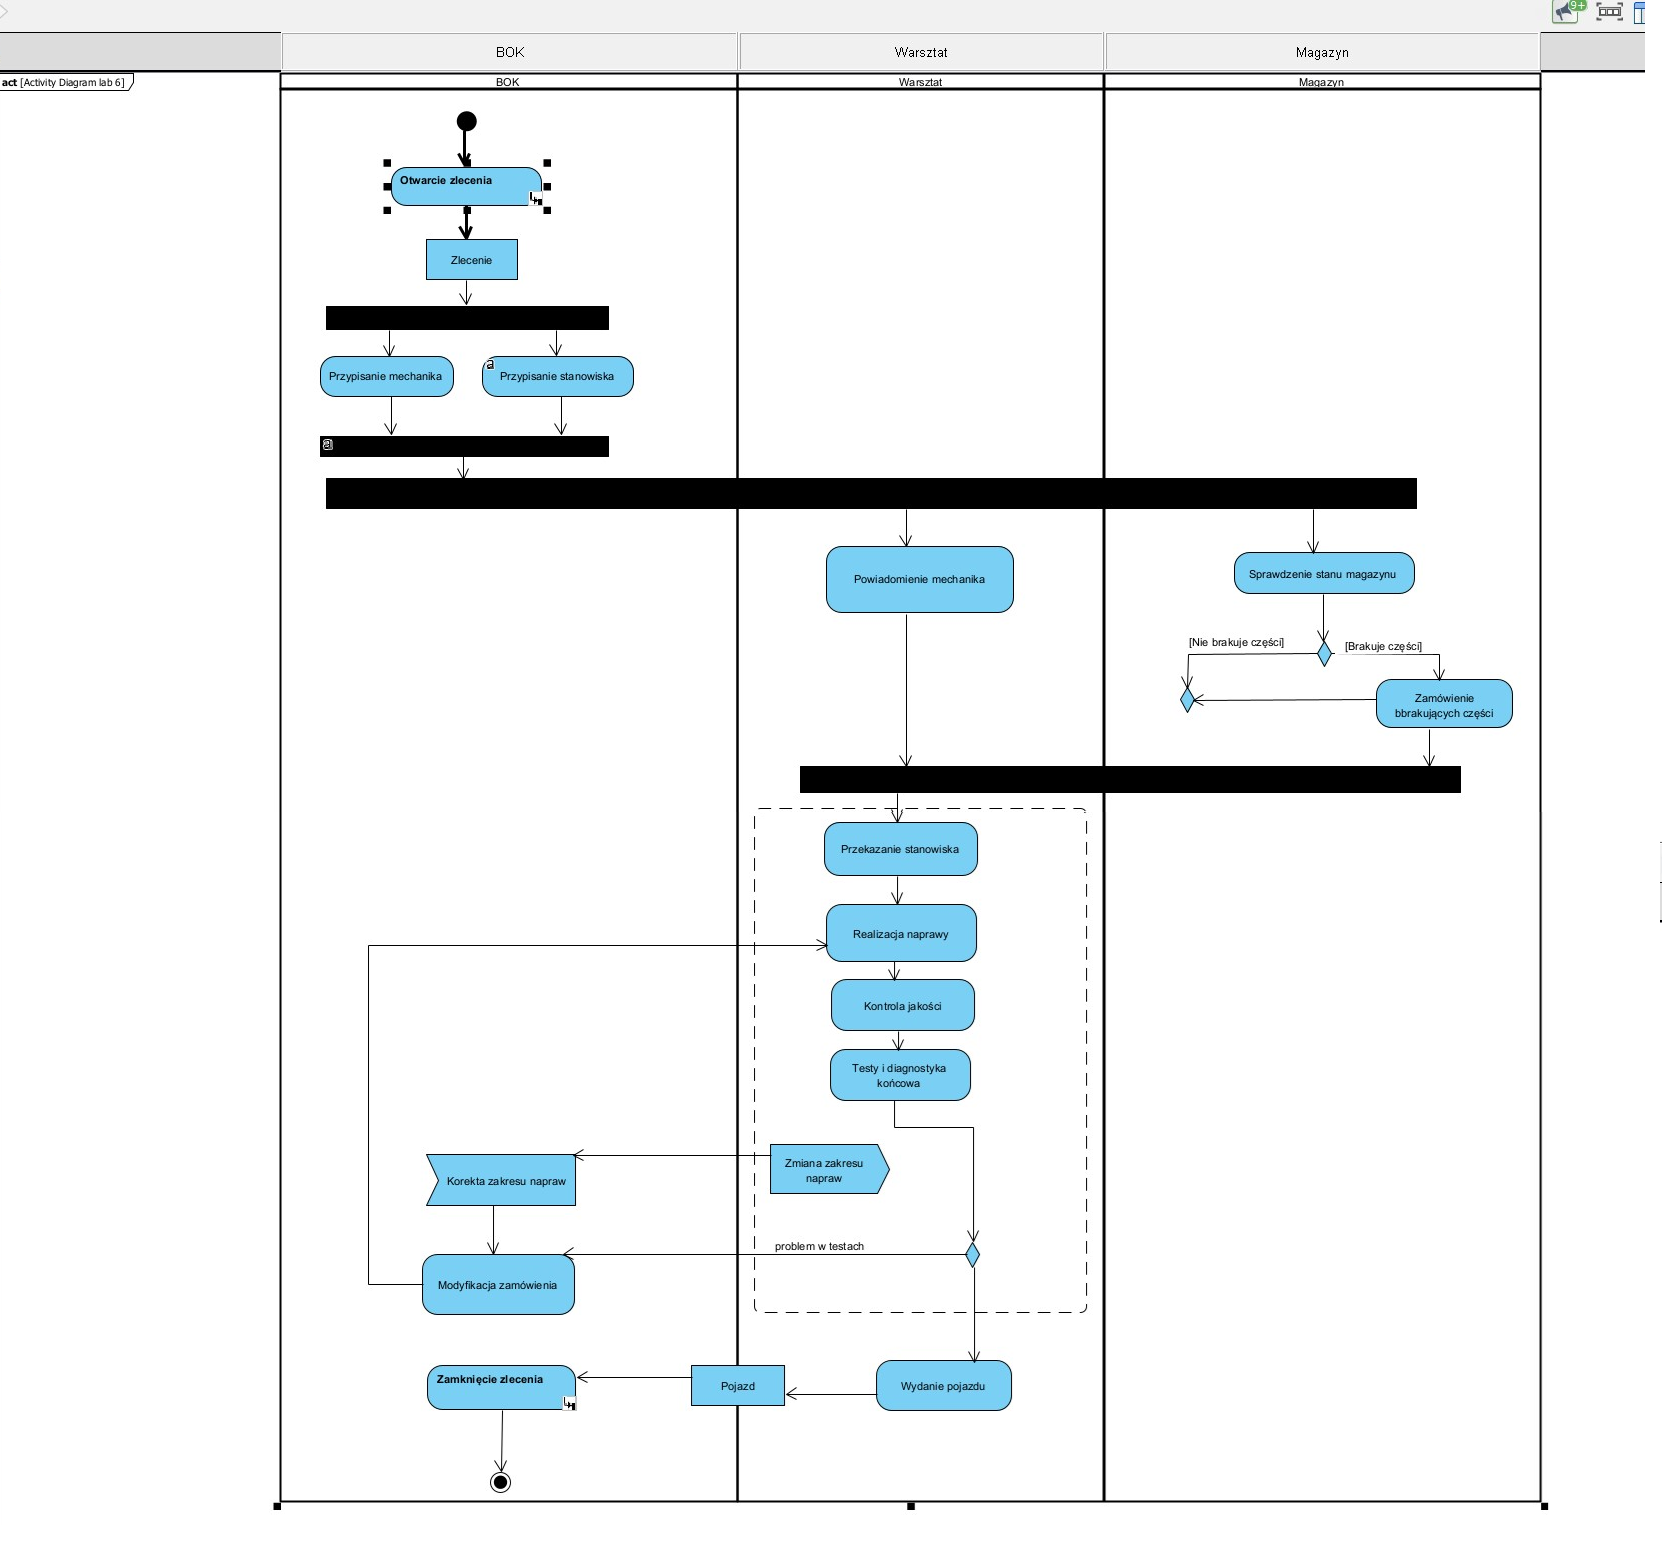 9+
BOK
Warsztat
Magazyn
act [Activity Diagram lab 6]
BOK
Warsztat
Magazyn
Otwarcie zlecenia
Zlecenie
Przypisanie mechanika
a
Przypisanie stanowiska
a
Powiadomienie mechanika
Sprawdzenie stanu magazynu
[Nie brakuje części]
[Brakuje części]
Zamówienie
bbrakujących części
Przekazanie stanowiska
Realizacja naprawy
Kontrola jakości
Testy i diagnostyka
końcowa
Zmiana zakresu
napraw
Korekta zakresu napraw
problem w testach
Modyfikacja zamówienia
Zamknięcie zlecenia
Pojazd
Wydanie pojazdu